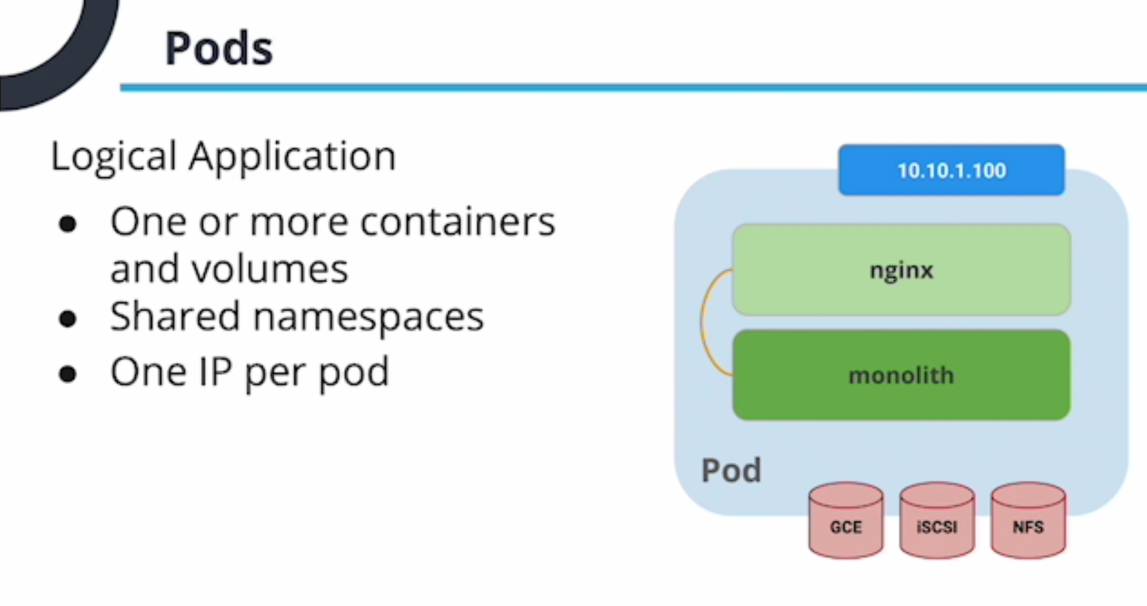 Pods
Logical Application
● One or more containers
and volumes
● Shared namespaces
● One IP per pod
10.10.1.100
nginx
monolith
Pod
GCE
iSCSI
NFS